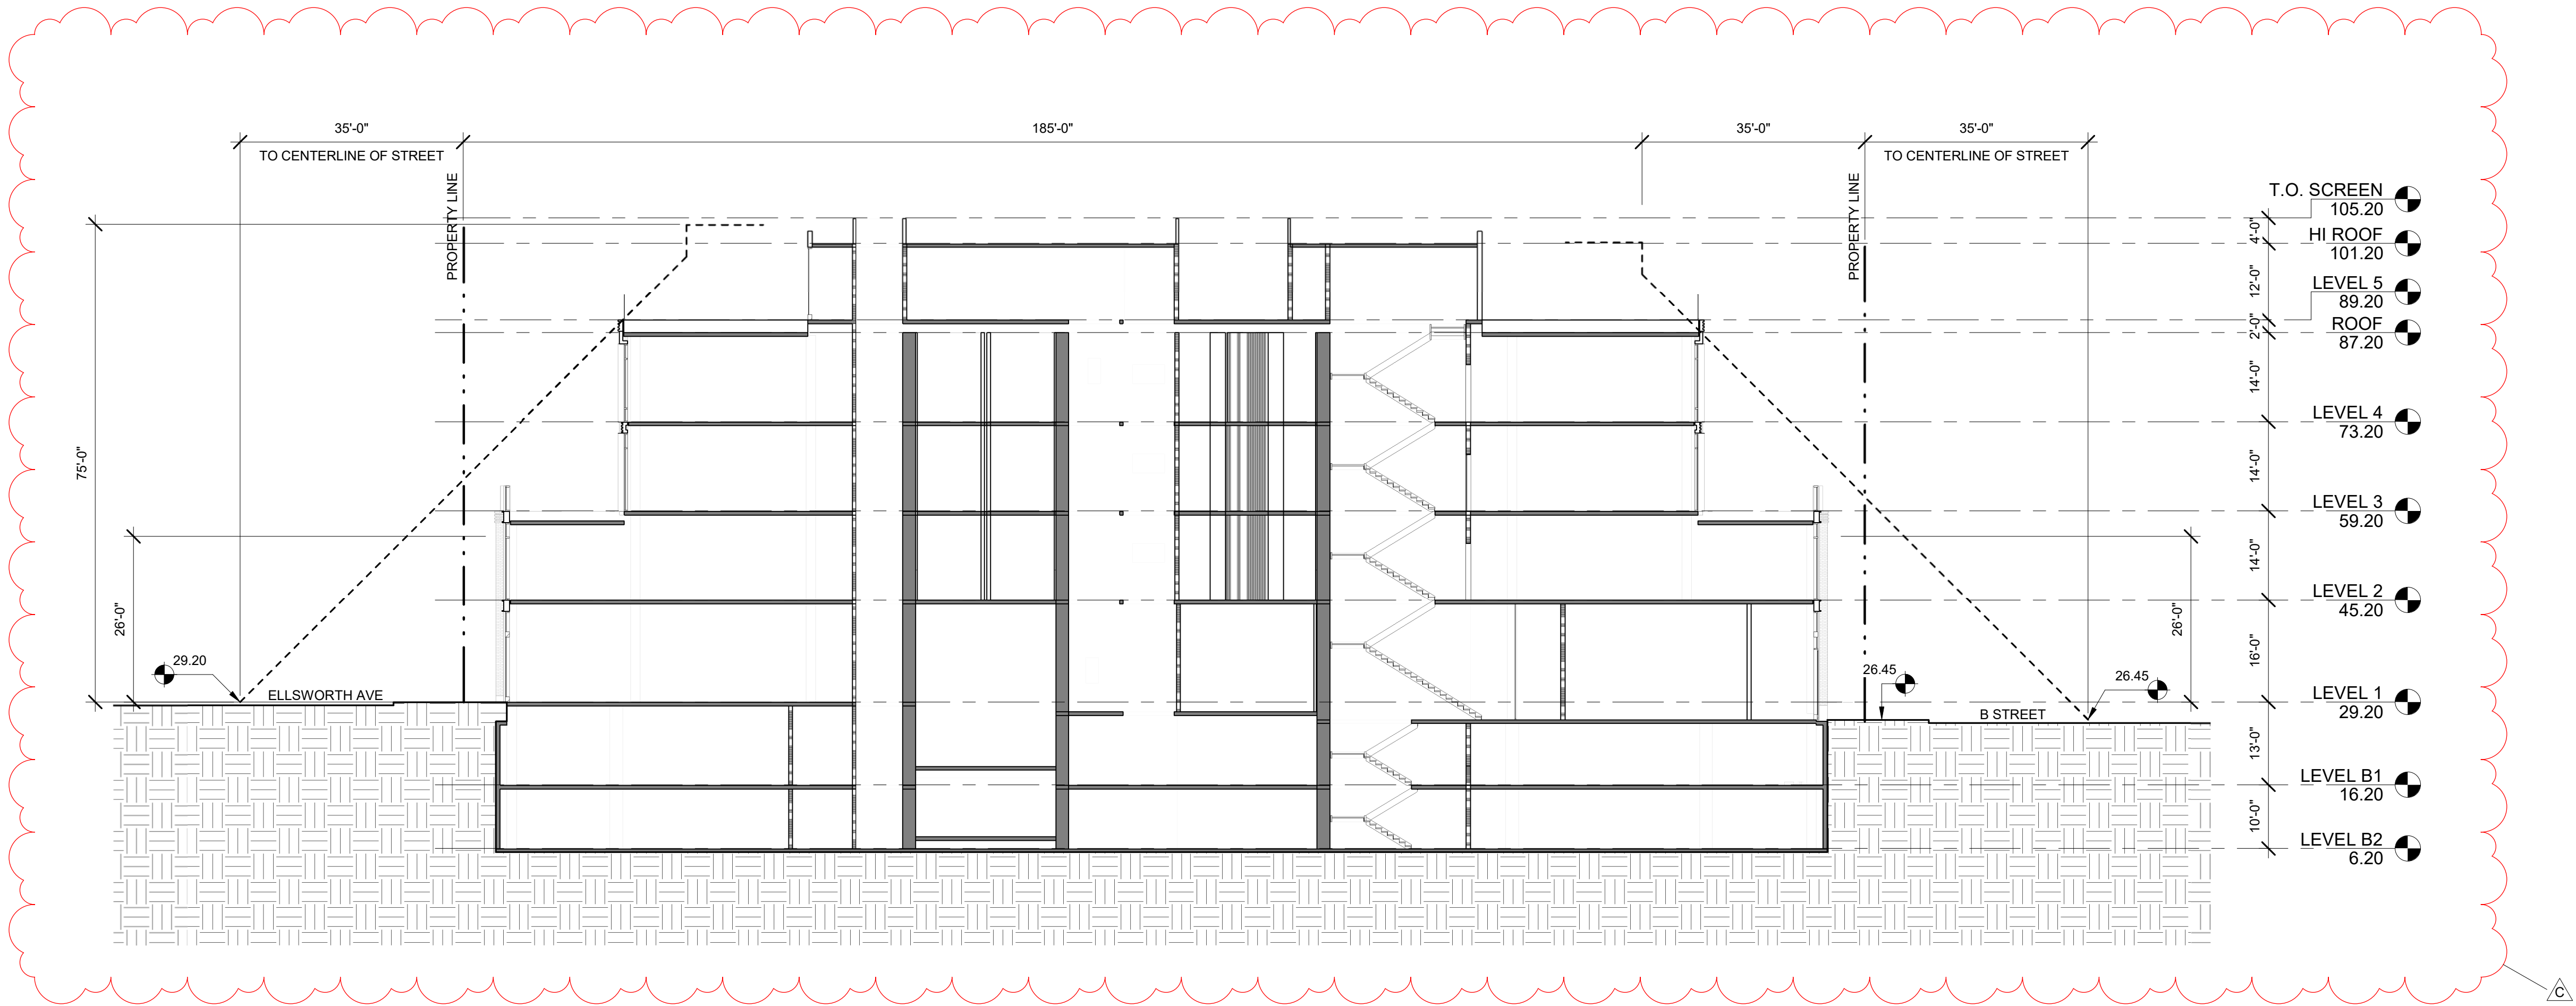 35'-0"
185'-0"
35'-0"
35'-0"
TO CENTERLINE OF STREET
TO CENTERLINE OF STREET
PROPERTY LINE
PROPERTY LINE
T.O. SCREEN
105.20
4'-0"
HI ROOF
101.20
12'-0"
LEVEL 5
89.20
2'-0"
ROOF
87.20
14'-0"
LEVEL 4
73.20
75'-0"
14'-0"
LEVEL 3
59.20
14'-0"
LEVEL 2
45.20
26'-0"
26'-0"
16'-0"
29.20
26.45
26.45
ELLSWORTH AVE
B STREET
LEVEL 1
29.20
13'-0"
LEVEL B1
16.20
10'-0"
LEVEL B2
6.20
C